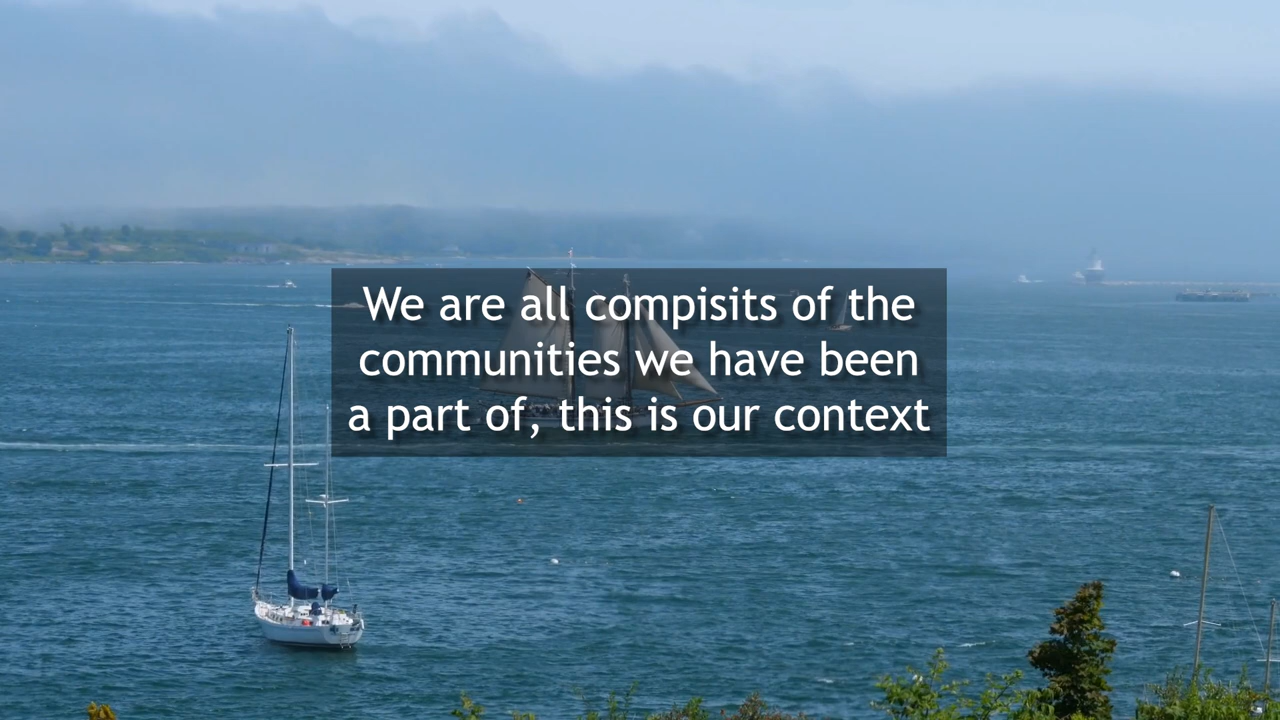 We are all compisits of the
communities we have been
a part of, this is our context